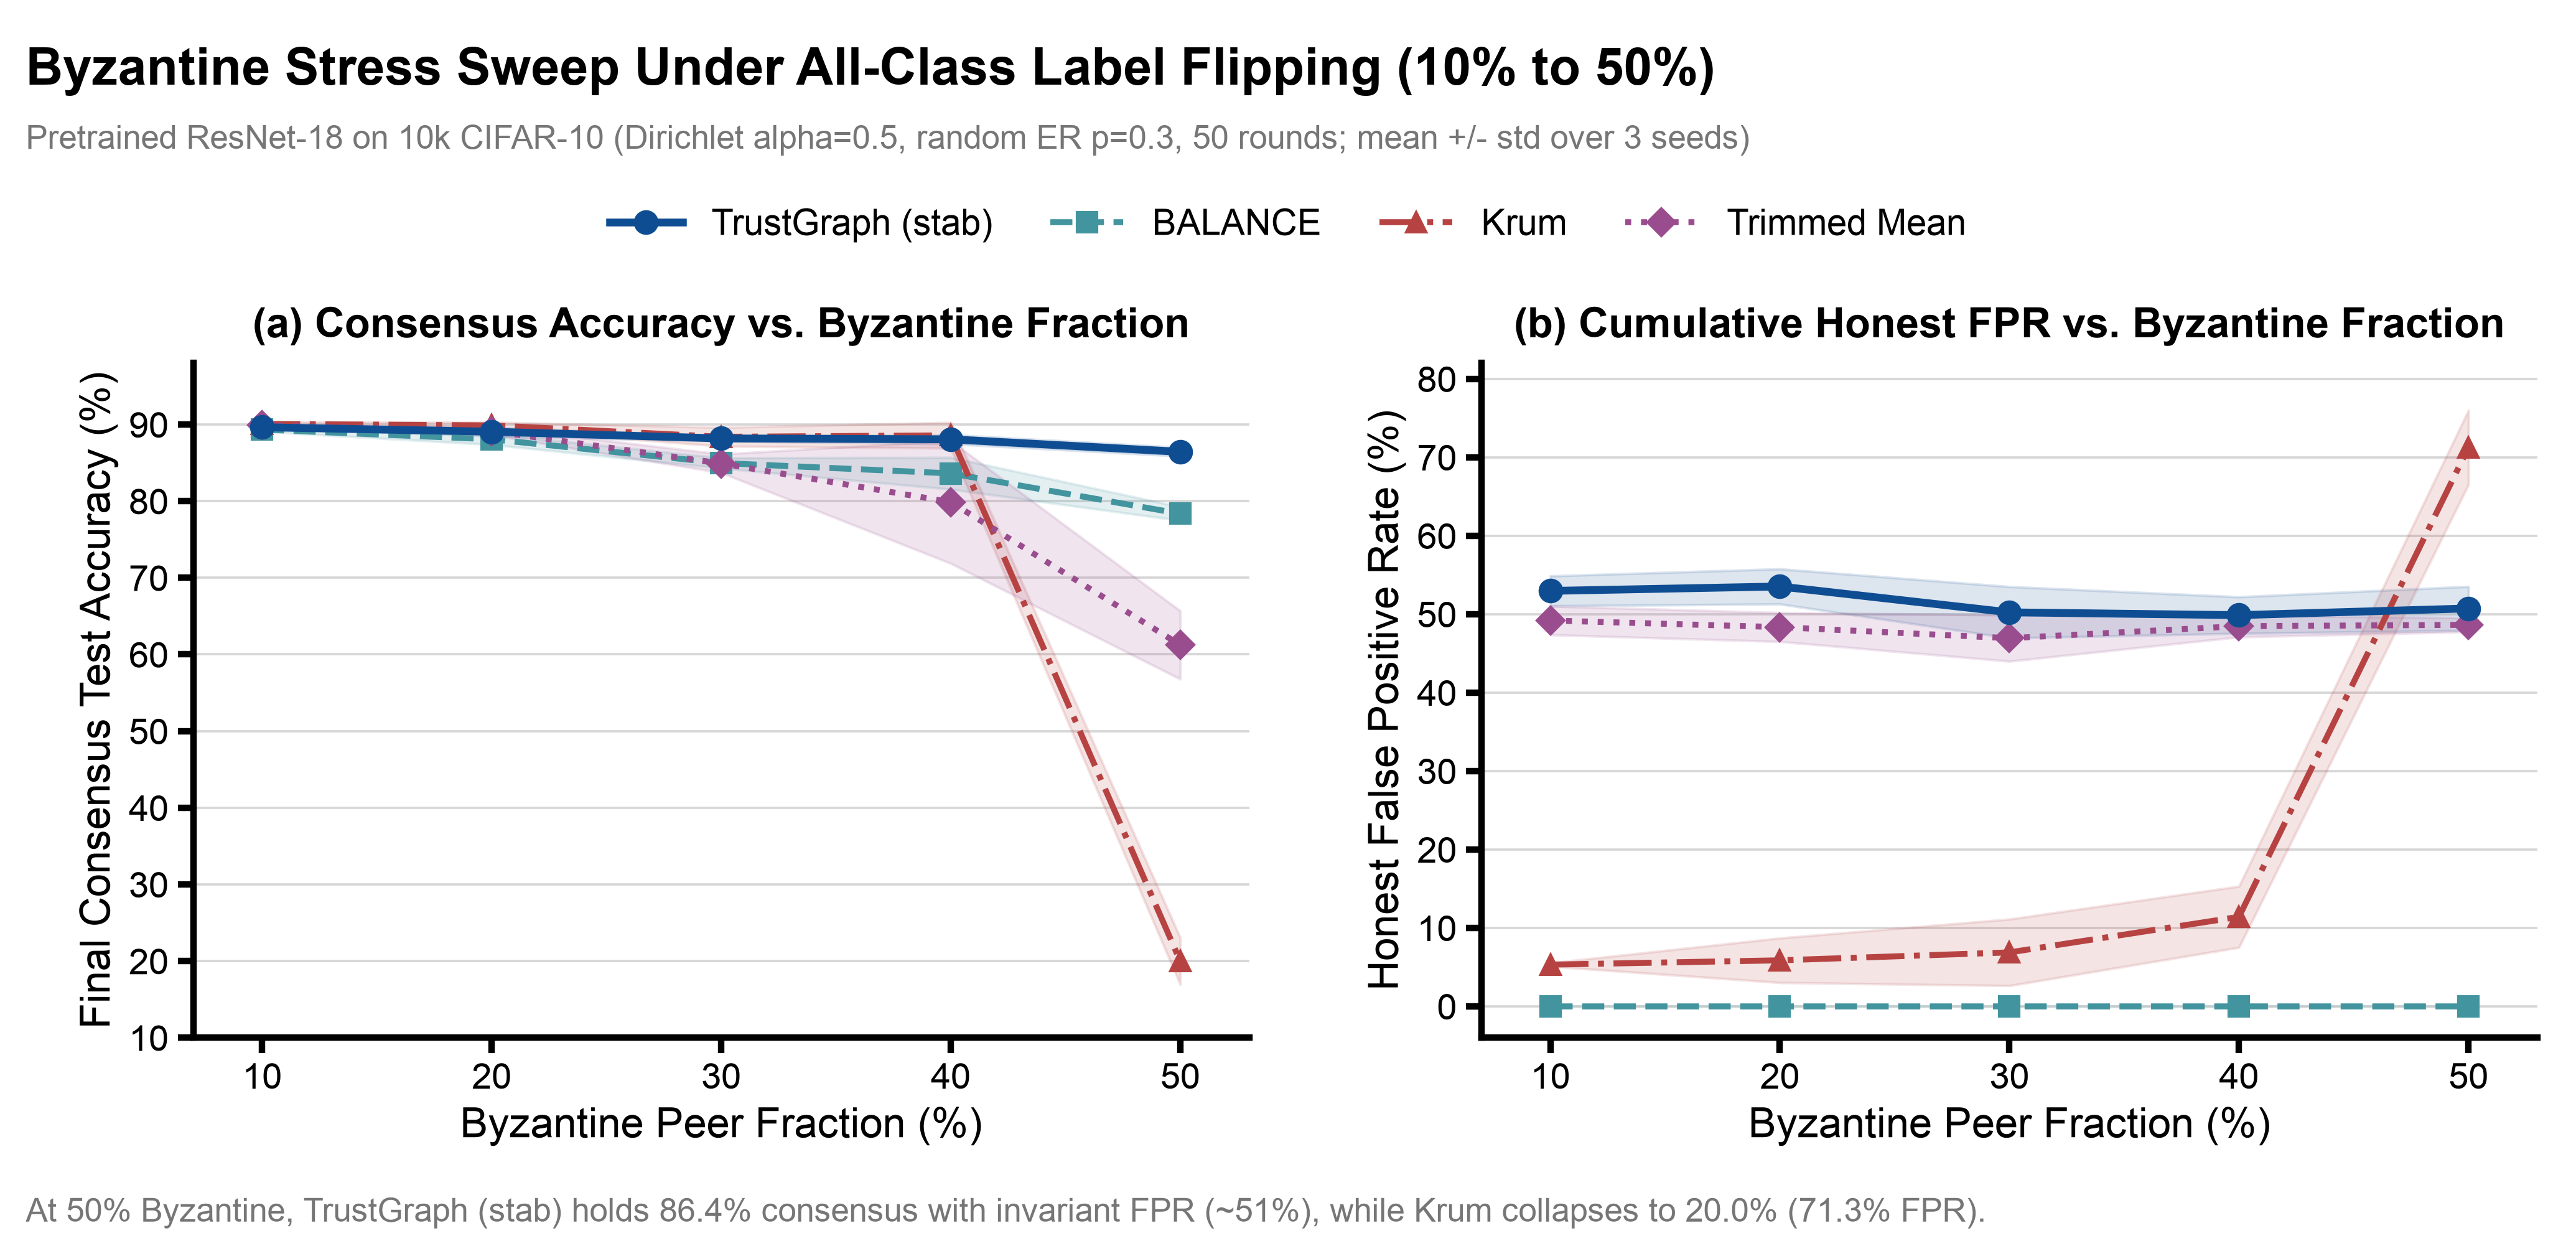 Byzantine Stress Sweep Under All-Class Label Flipping (10% to 50%)
Pretrained ResNet-18 on 10k CIFAR-10 (Dirichlet alpha=0.5, random ER p=0.3, 50 rounds; mean +/- std over 3 seeds)
TrustGraph (stab)
BALANCE
Krum
Trimmed Mean
(a) Consensus Accuracy vs. Byzantine Fraction
Final Consensus Test Accuracy (%)
90
80
70
60
50
40
30
20
10
10 20 30 40 50
Byzantine Peer Fraction (%)
(b) Cumulative Honest FPR vs. Byzantine Fraction
Honest False Positive Rate (%)
80
70
60
50
40
30
20
10
0
10 20 30 40 50
Byzantine Peer Fraction (%)
At 50% Byzantine, TrustGraph (stab) holds 86.4% consensus with invariant FPR (~51%), while Krum collapses to 20.0% (71.3% FPR).